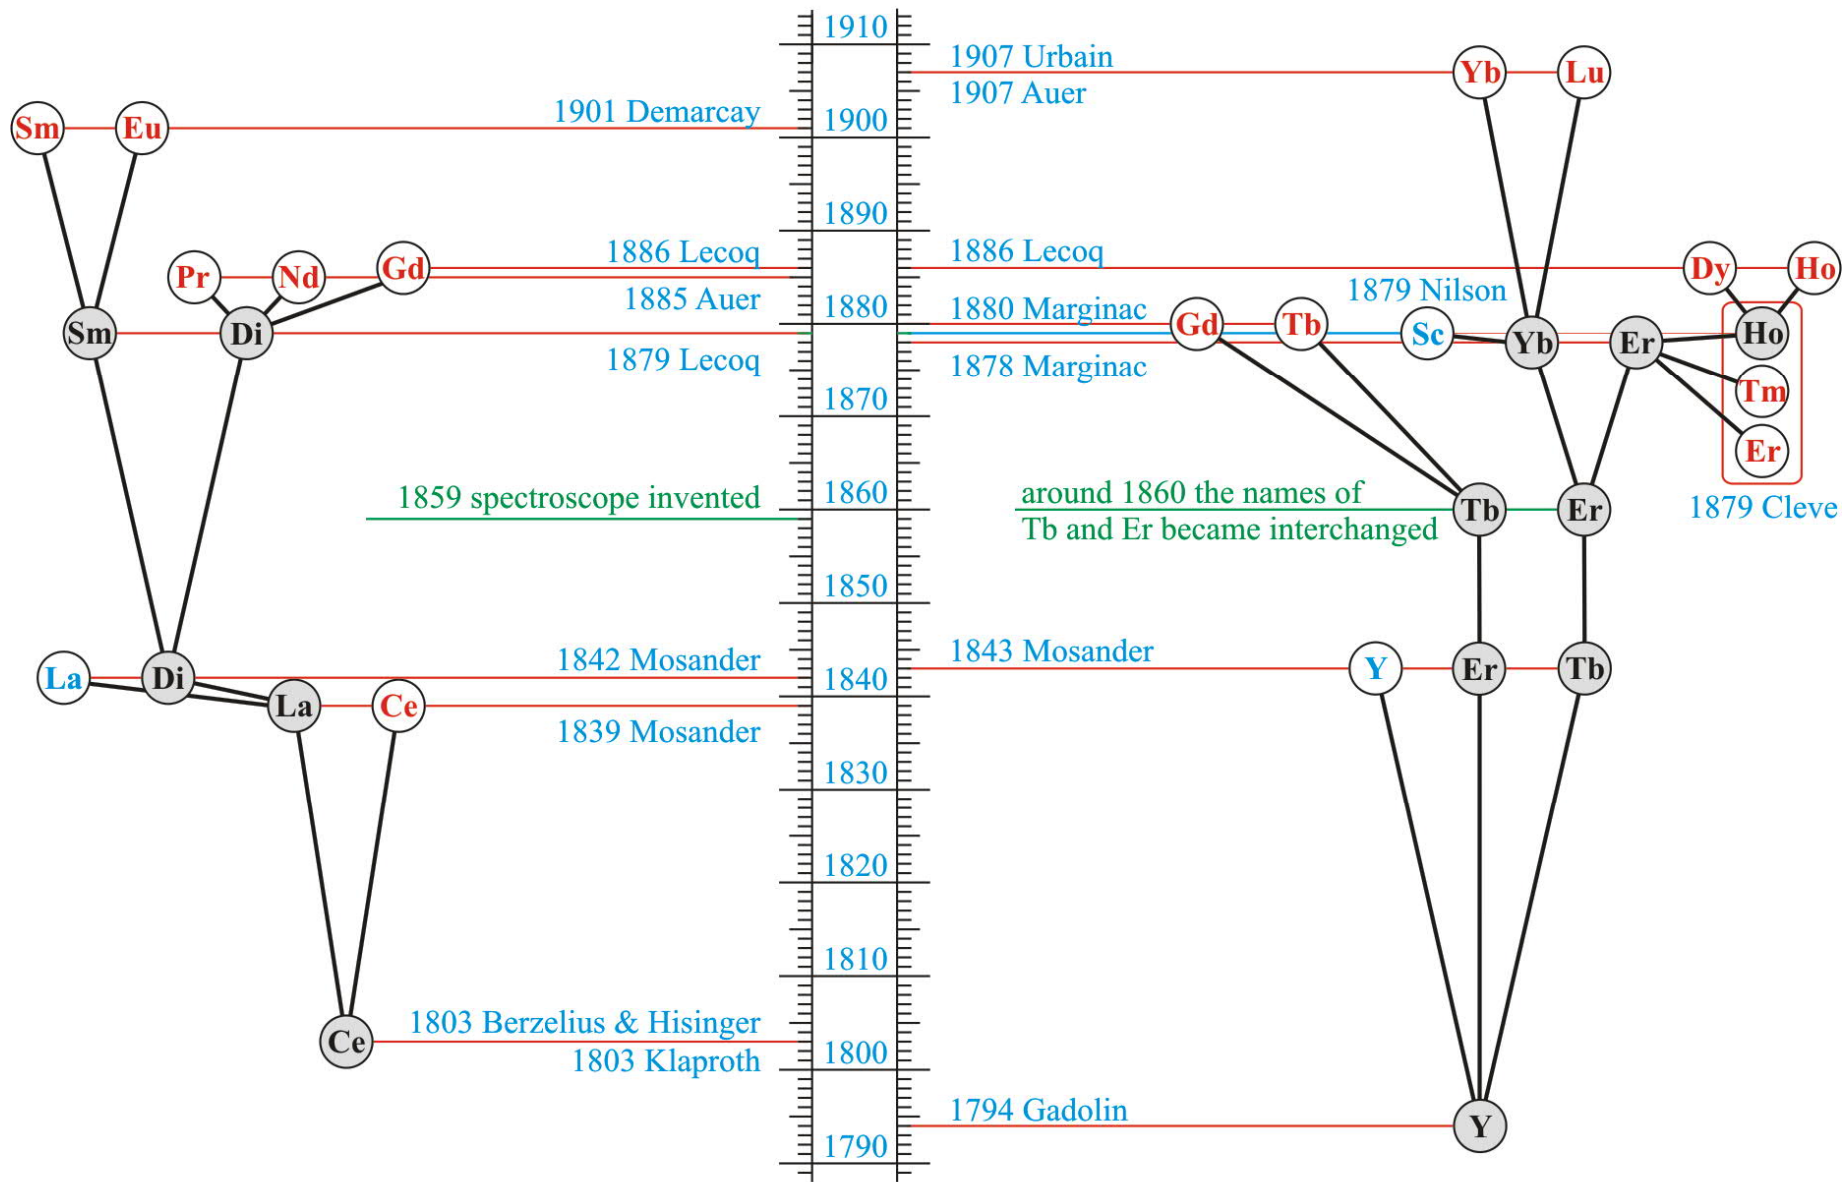 1910
1907 Urbain
Yb
Lu
1907 Auer
Sm
Eu
1901 Demarcay
1900
1890
1886 Lecoq
1886 Lecoq
Pr
Nd
Gd
Dy
Ho
1885 Auer
1879 Nilson
1880
1880 Marginac
Gd
Tb
Sc
Sm
Di
Yb
Er
Ho
1879 Lecoq
1878 Marginac
Tm
1870
Er
1859 spectroscope invented
1860
around 1860 the names of
Tb and Er became interchanged
Tb
Er
1879 Cleve
1850
1842 Mosander
1843 Mosander
La
Di
Y
Er
Tb
1840
La
Ce
1839 Mosander
1830
1820
1810
1803 Berzelius & Hisinger
Ce
1803 Klaproth
1800
1794 Gadolin
Y
1790